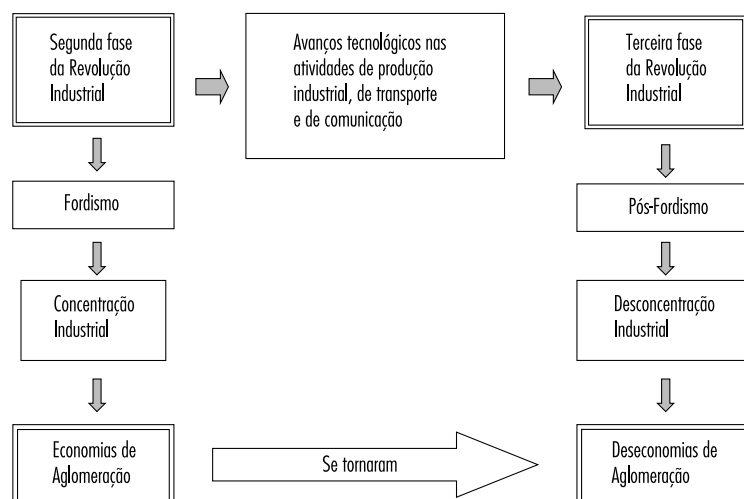 Segunda fase
da Revolução
Industrial
Avanços tecnológicos nas
atividades de produção
industrial, de transporte
e de comunicação
Terceira fase
da Revolução
Industrial
Fordismo
Pós-Fordismo
Concentração
Industrial
Desconcentração
Industrial
Economias de
Aglomeração
Se tornaram
Deseconomias de
Aglomeração